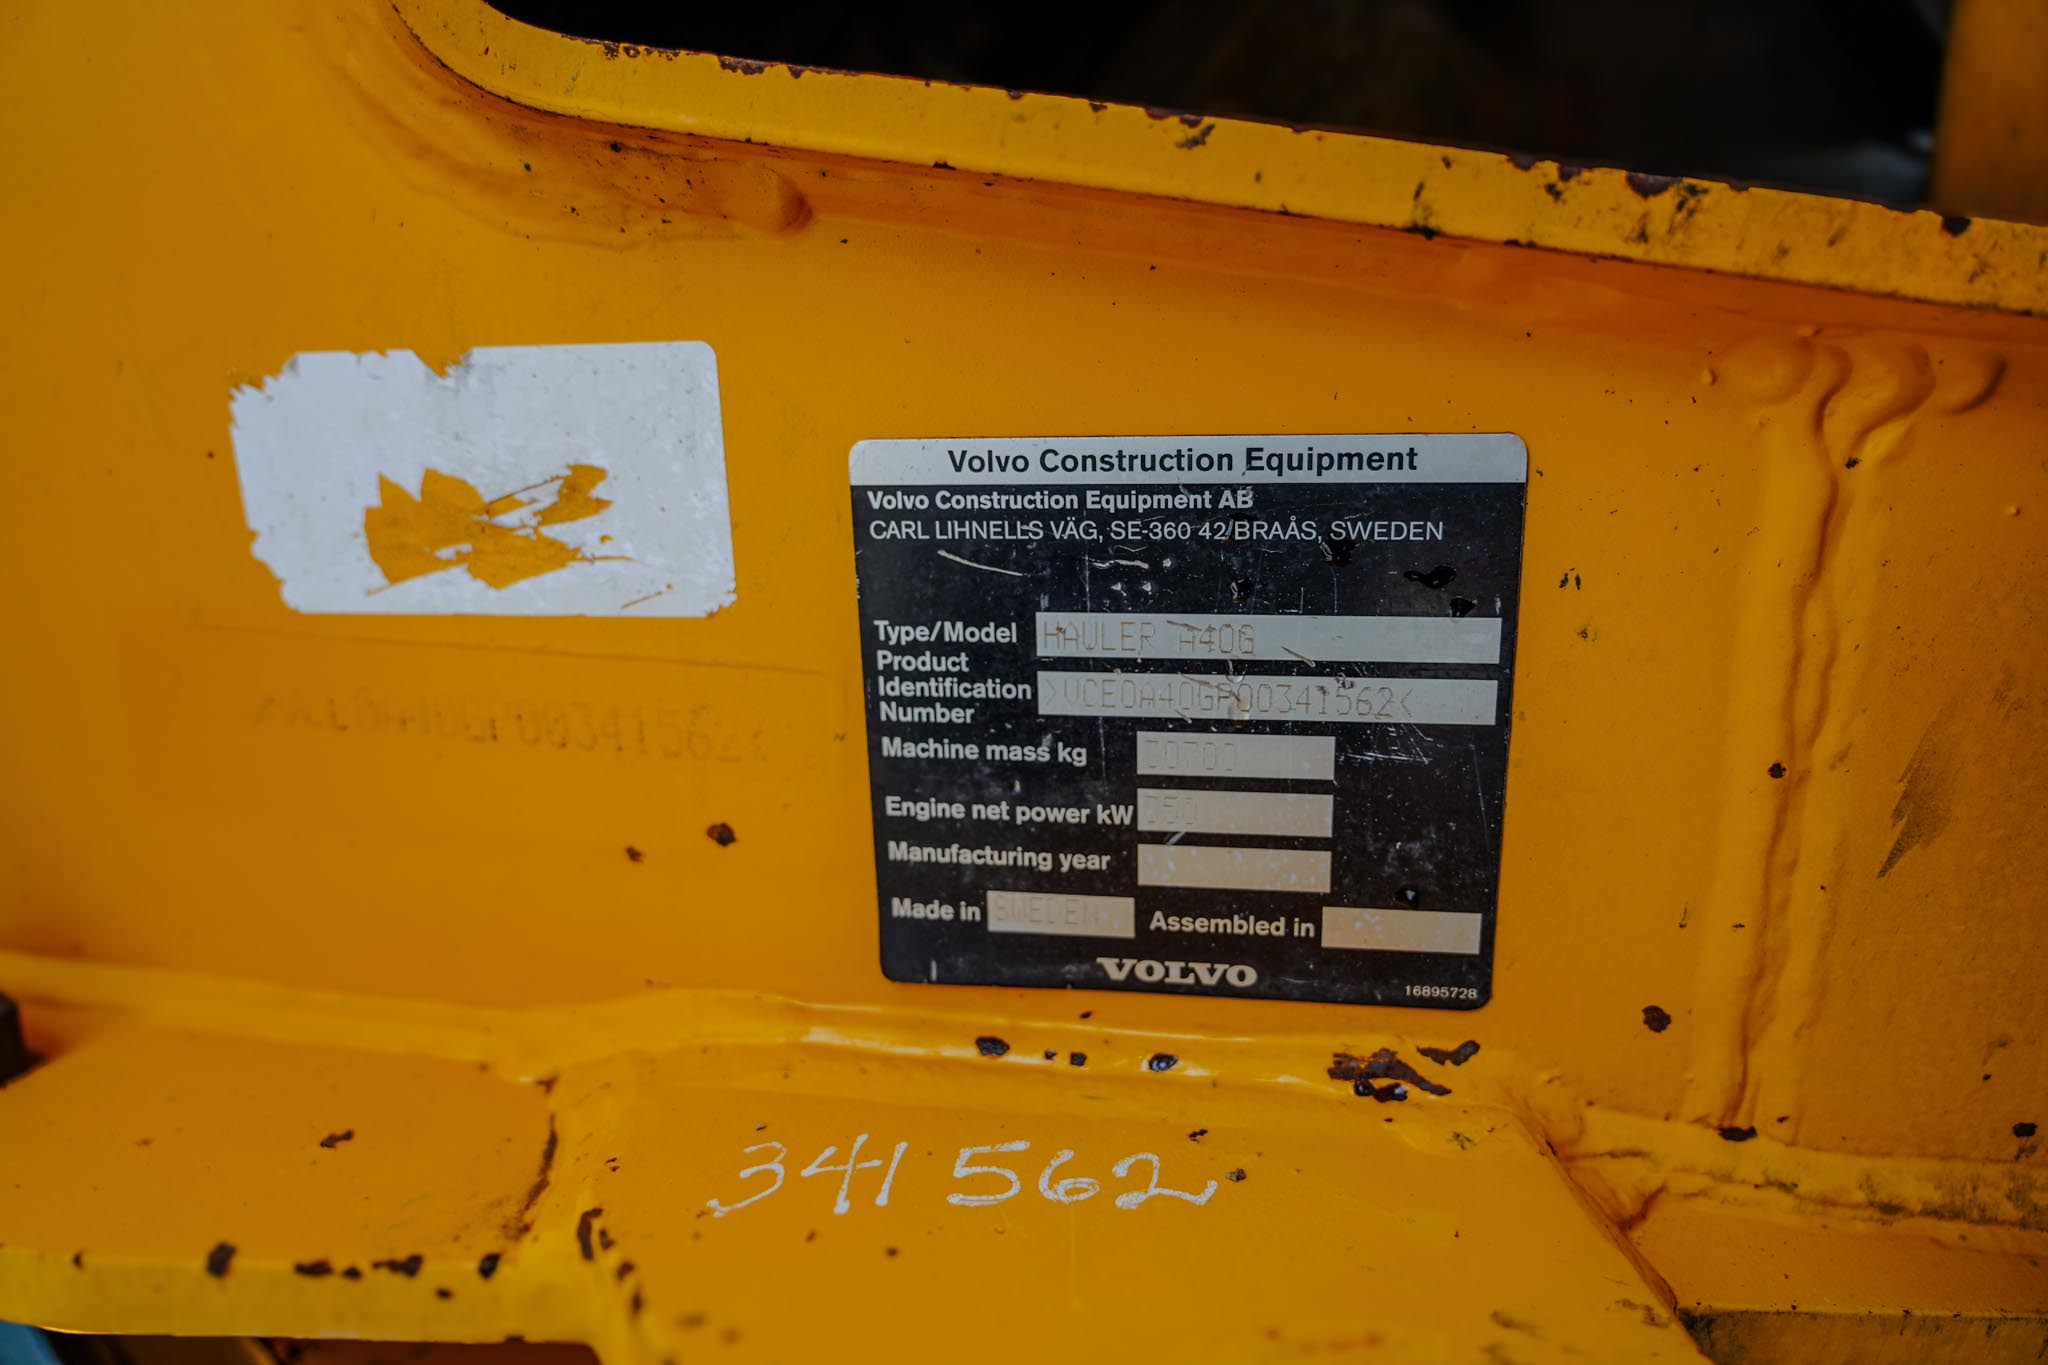 Volvo Construction Equipment
Volvo Construction Equipment AB
CARL LIHNELLS VÄG, SE-360 42 BRAÅS, SWEDEN
Type/Model HAULER A40G
Product Identification Number >VCE0A40GP00341562<
Machine mass kg
Engine net power kW
Manufacturing year
Made in SWEDEN
Assembled in
VOLVO
16895728
341562